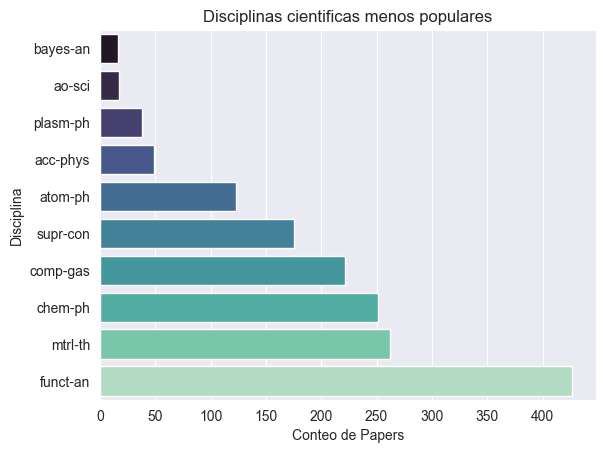 Disciplinas cientificas menos populares
Disciplina
bayes-an
ao-sci
plasm-ph
acc-phys
atom-ph
supr-con
comp-gas
chem-ph
mtrl-th
funct-an
0 50 100 150 200 250 300 350 400
Conteo de Papers